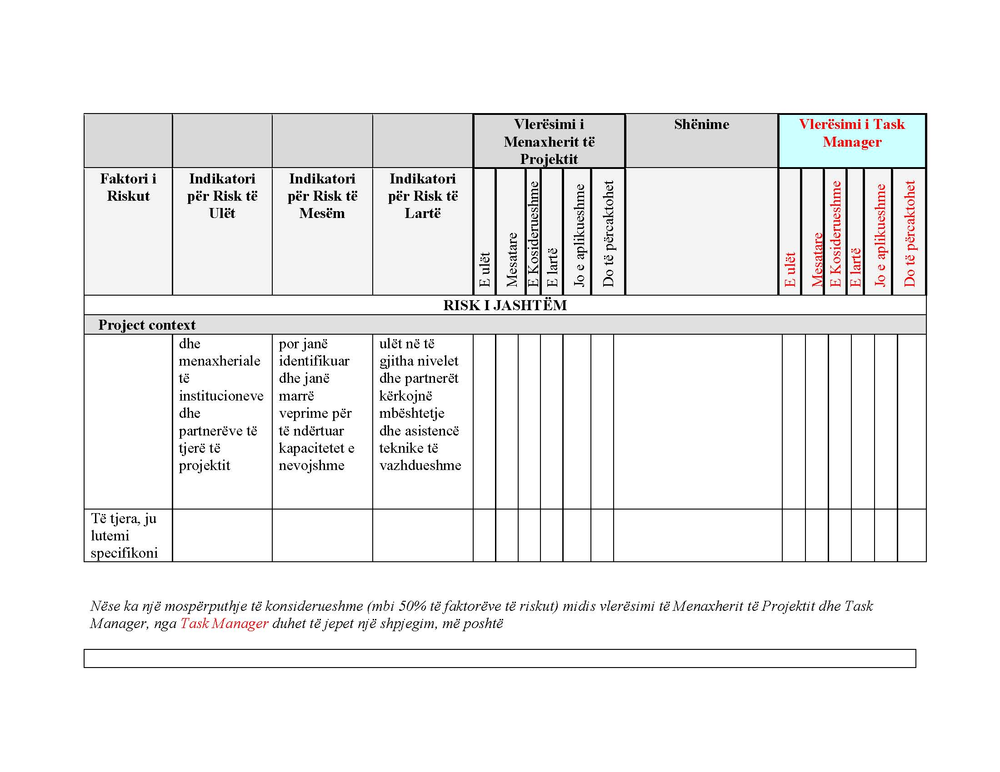 Vlerësimi i
Menaxherit të
Projektit
Shënime
Vlerësimi i Task
Manager
Faktori i
Riskut
Indikatori
për Risk të
Ulët
Indikatori
për Risk të
Mesëm
Indikatori
për Risk të
Lartë
E ulët
Mesatare
E Kosiderueshme
E lartë
Jo e aplikueshme
Do të përcaktohet
E ulët
Mesatare
E Kosiderueshme
E lartë
Jo e aplikueshme
Do të përcaktohet
RISK I JASHTËM
Project context
dhe
menaxheriale
të
institucioneve
dhe
partnerëve të
tjerë të
projektit
por janë
identifikuar
dhe janë
marrë
veprime për
të ndërtuar
kapacitetet e
nevojshme
ulët në të
gjitha nivelet
dhe partnerët
kërkojnë
mbështetje
dhe asistencë
teknike të
vazhdueshme
Të tjera, ju
lutemi
specifikoni
Nëse ka një mospërputhje të konsiderueshme (mbi 50% të faktorëve të riskut) midis vlerësimi të Menaxherit të Projektit dhe Task
Manager, nga Task Manager duhet të jepet një shpjegim, më poshtë